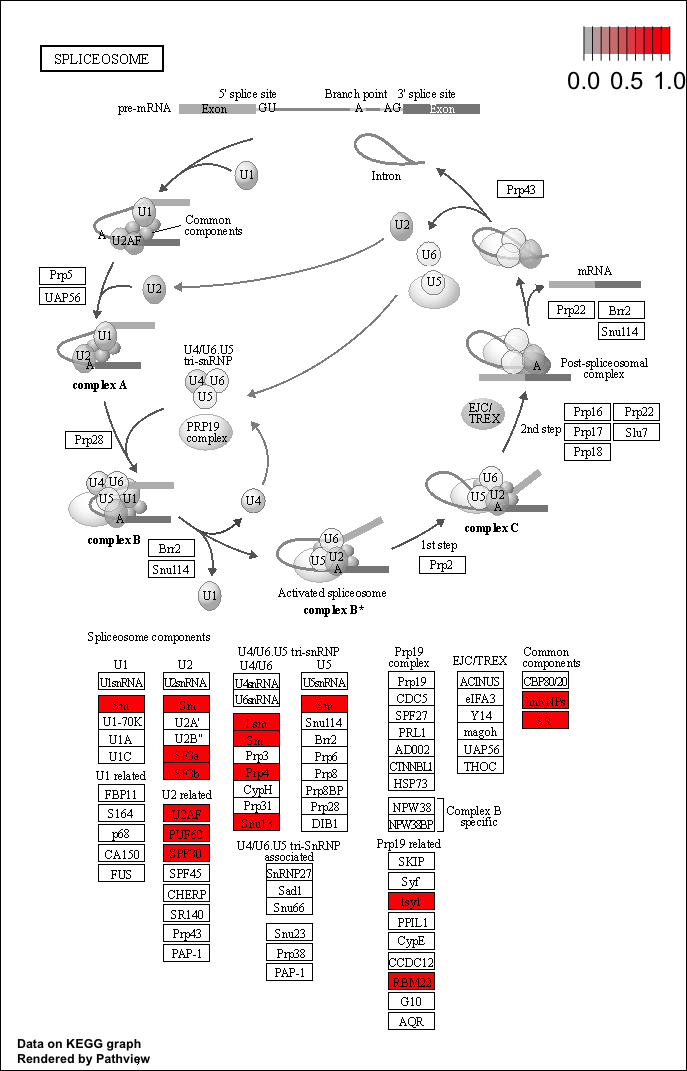 SPLICEOSOME
0.0 0.5 1.0
5' splice site
Branch point
3' splice site
pre-mRNA
Exon
GU
A
AG
Exon
U1
Intron
Prp43
U1
A
U2AF
Common
components
U2
U6
U5
mRNA
Prp5
UAP56
U2
Prp22
Brr2
Snu114
U1
U2
A
complex A
U4/U6.U5
tri-snRNP
U4
U6
U5
PRP19
complex
A
Post-spliceosomal
complex
EJC/
TREX
2nd step
Prp16
Prp22
Prp17
Slu7
Prp18
Prp28
U4
U6
U5
U1
A
complex B
U4
U6
U5
U2
A
complex C
Brr2
Snu114
U1
U6
U5
U2
A
Activated spliceosome
complex B*
1st step
Prp2
Spliceosome components
U1
U1snRNA
Sm
U1-70K
U1A
U1C
U1 related
FBP11
S164
p68
CA150
FUS
U2
U2snRNA
Sm
U2A'
U2B"
SF3a
SF3b
U2 related
U2AF
PUF60
SPF30
SPF45
CHERP
SR140
Prp43
PAP-1
U4/U6.U5 tri-snRNP
U4/U6
U4snRNA
U6snRNA
Lsm
Sm
Prp3
Prp4
CypH
Prp31
Snu13
U5
U5snRNA
Sm
Snu114
Brr2
Prp6
Prp8
Prp8BP
Prp28
DIB1
U4/U6.U5 tri-SnRNP
associated
SnRNP27
Sad1
Snu66
Snu23
Prp38
PAP-1
Prp19
complex
Prp19
CDC5
SPF27
PRL1
AD002
CTNNBL1
HSP73
NPW38
NPW38BP
Complex B
specific
Prp19 related
SKIP
Syf
Isy1
PPIL1
CypE
CCDC12
RBM22
G10
AQR
EJC/TREX
ACINUS
eIFA3
Y14
magoh
UAP56
THOC
Common
components
CBP80/20
hnRNPs
SR
Data on KEGG graph
Rendered by Pathview